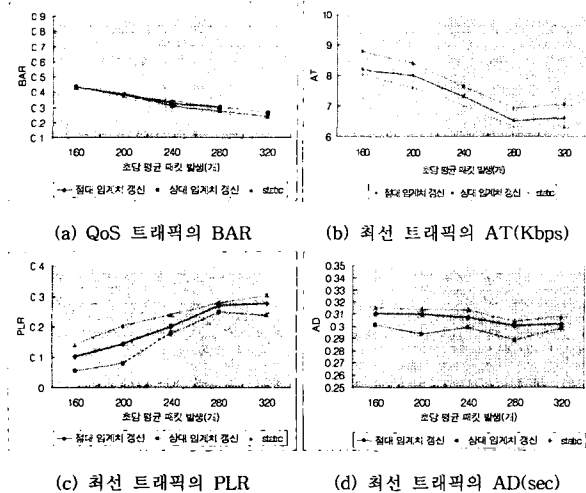 BAR
0.9
0.8
0.7
0.6
0.5
0.4
0.3
0.2
0.1
160 200 240 280 320
초당 평균 패킷 발생(개)
절대 임계치 갱신 상대 임계치 갱신 static
(a) QoS 트래픽의 BAR
AT
10
9
8
7
6
160 200 240 280 320
초당 평균 패킷 발생(개)
절대 임계치 갱신 상대 임계치 갱신 static
(b) 최선 트래픽의 AT(Kbps)
PLR
0.4
0.3
0.2
0.1
0
160 200 240 280 320
초당 평균 패킷 발생(개)
절대 임계치 갱신 상대 임계치 갱신 static
(c) 최선 트래픽의 PLR
AD
0.35
0.34
0.33
0.32
0.31
0.3
0.29
0.28
0.27
0.26
0.25
160 200 240 280 320
초당 평균 패킷 발생(개)
절대 임계치 갱신 상대 임계치 갱신 static
(d) 최선 트래픽의 AD(sec)